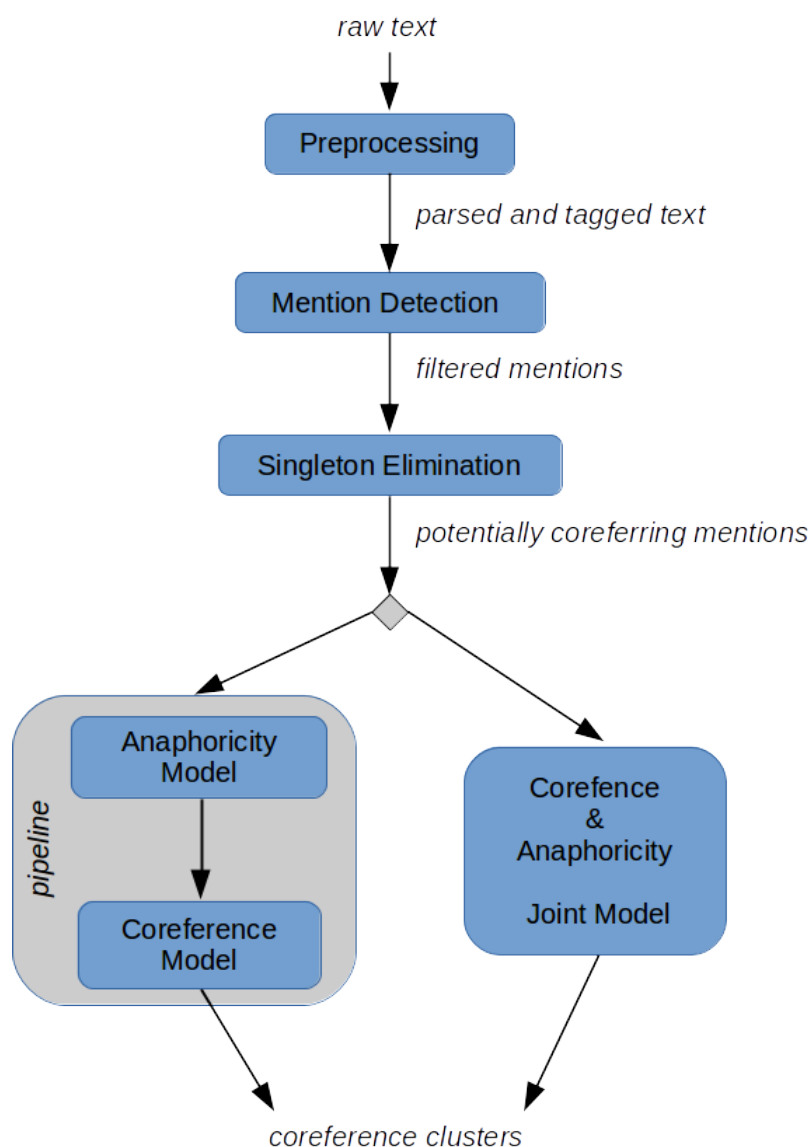 raw text
Preprocessing
parsed and tagged text
Mention Detection
filtered mentions
Singleton Elimination
potentially coreferring mentions
pipeline
Anaphoricity
Model
Coreference
Model
Corefence
&
Anaphoricity
Joint Model
coreference clusters